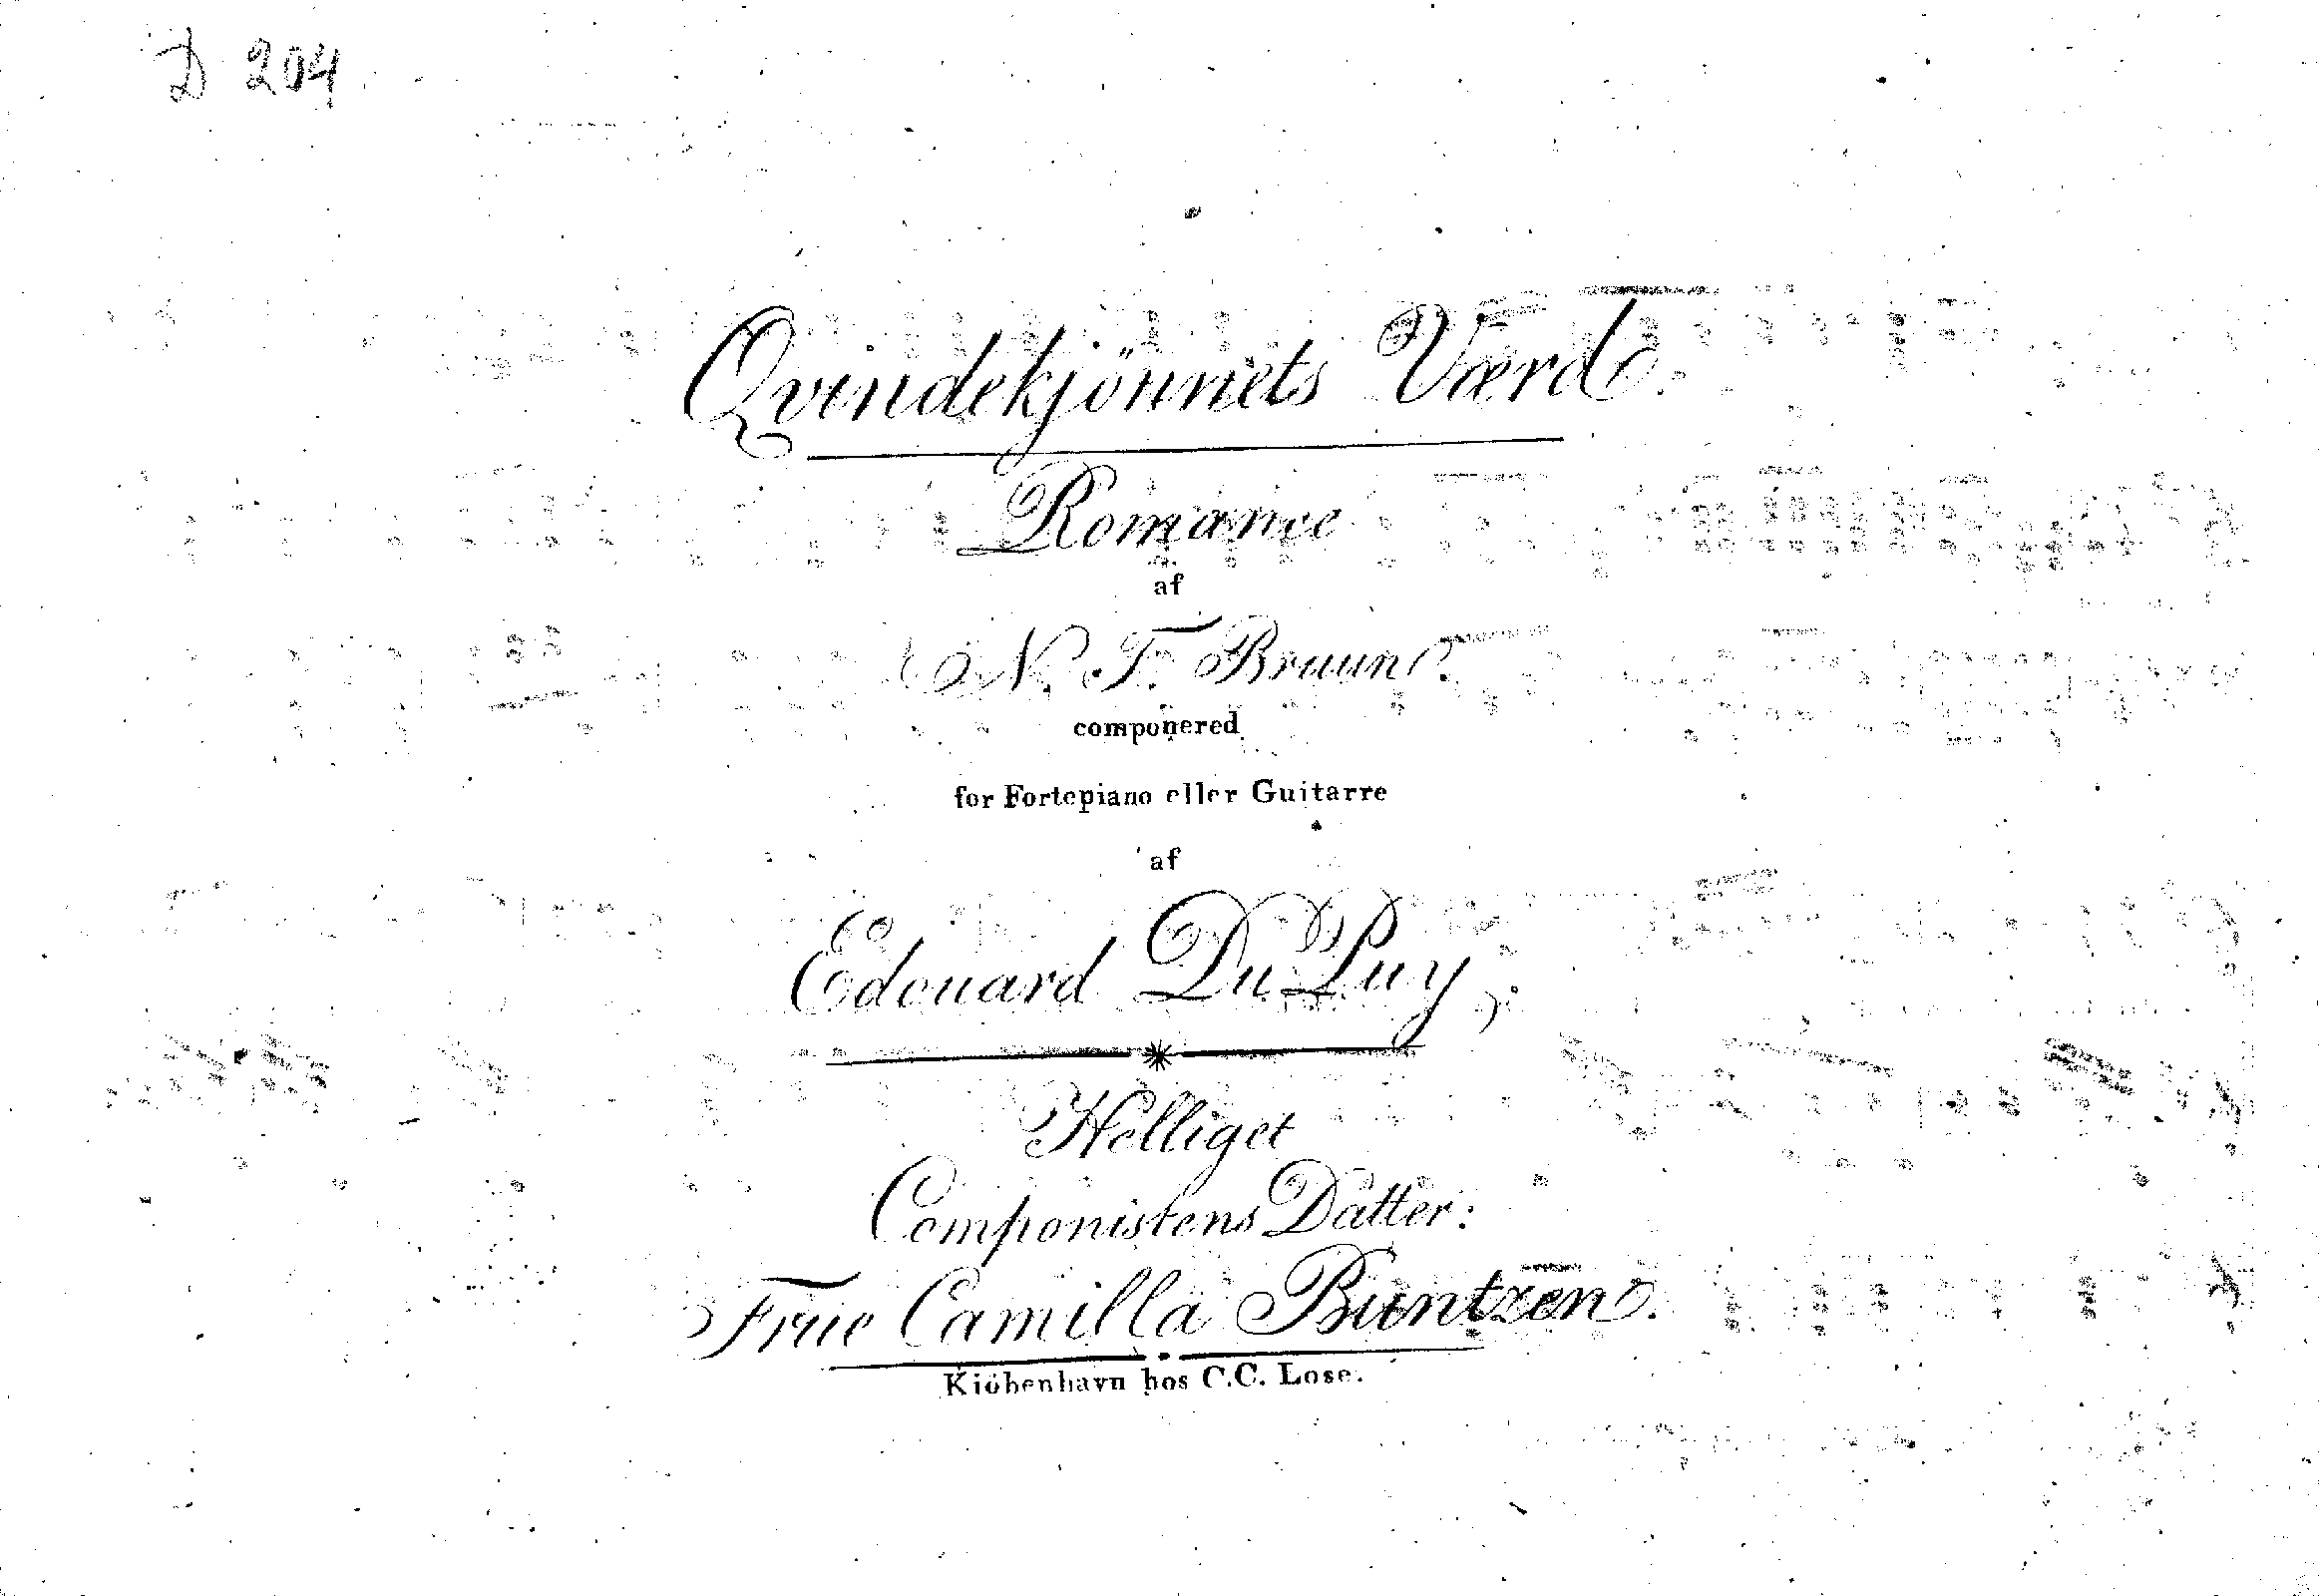 D 204
Qvindekjönnets Værd.
Romance
af
N. T. Bruun.
componered
for Fortepiano eller Guitarre
af
Edouard Du Puy;
Helliget
Componistens Datter:
Frue Camilla Buntzen.
Kiöbenhavn hos C.C. Lose.